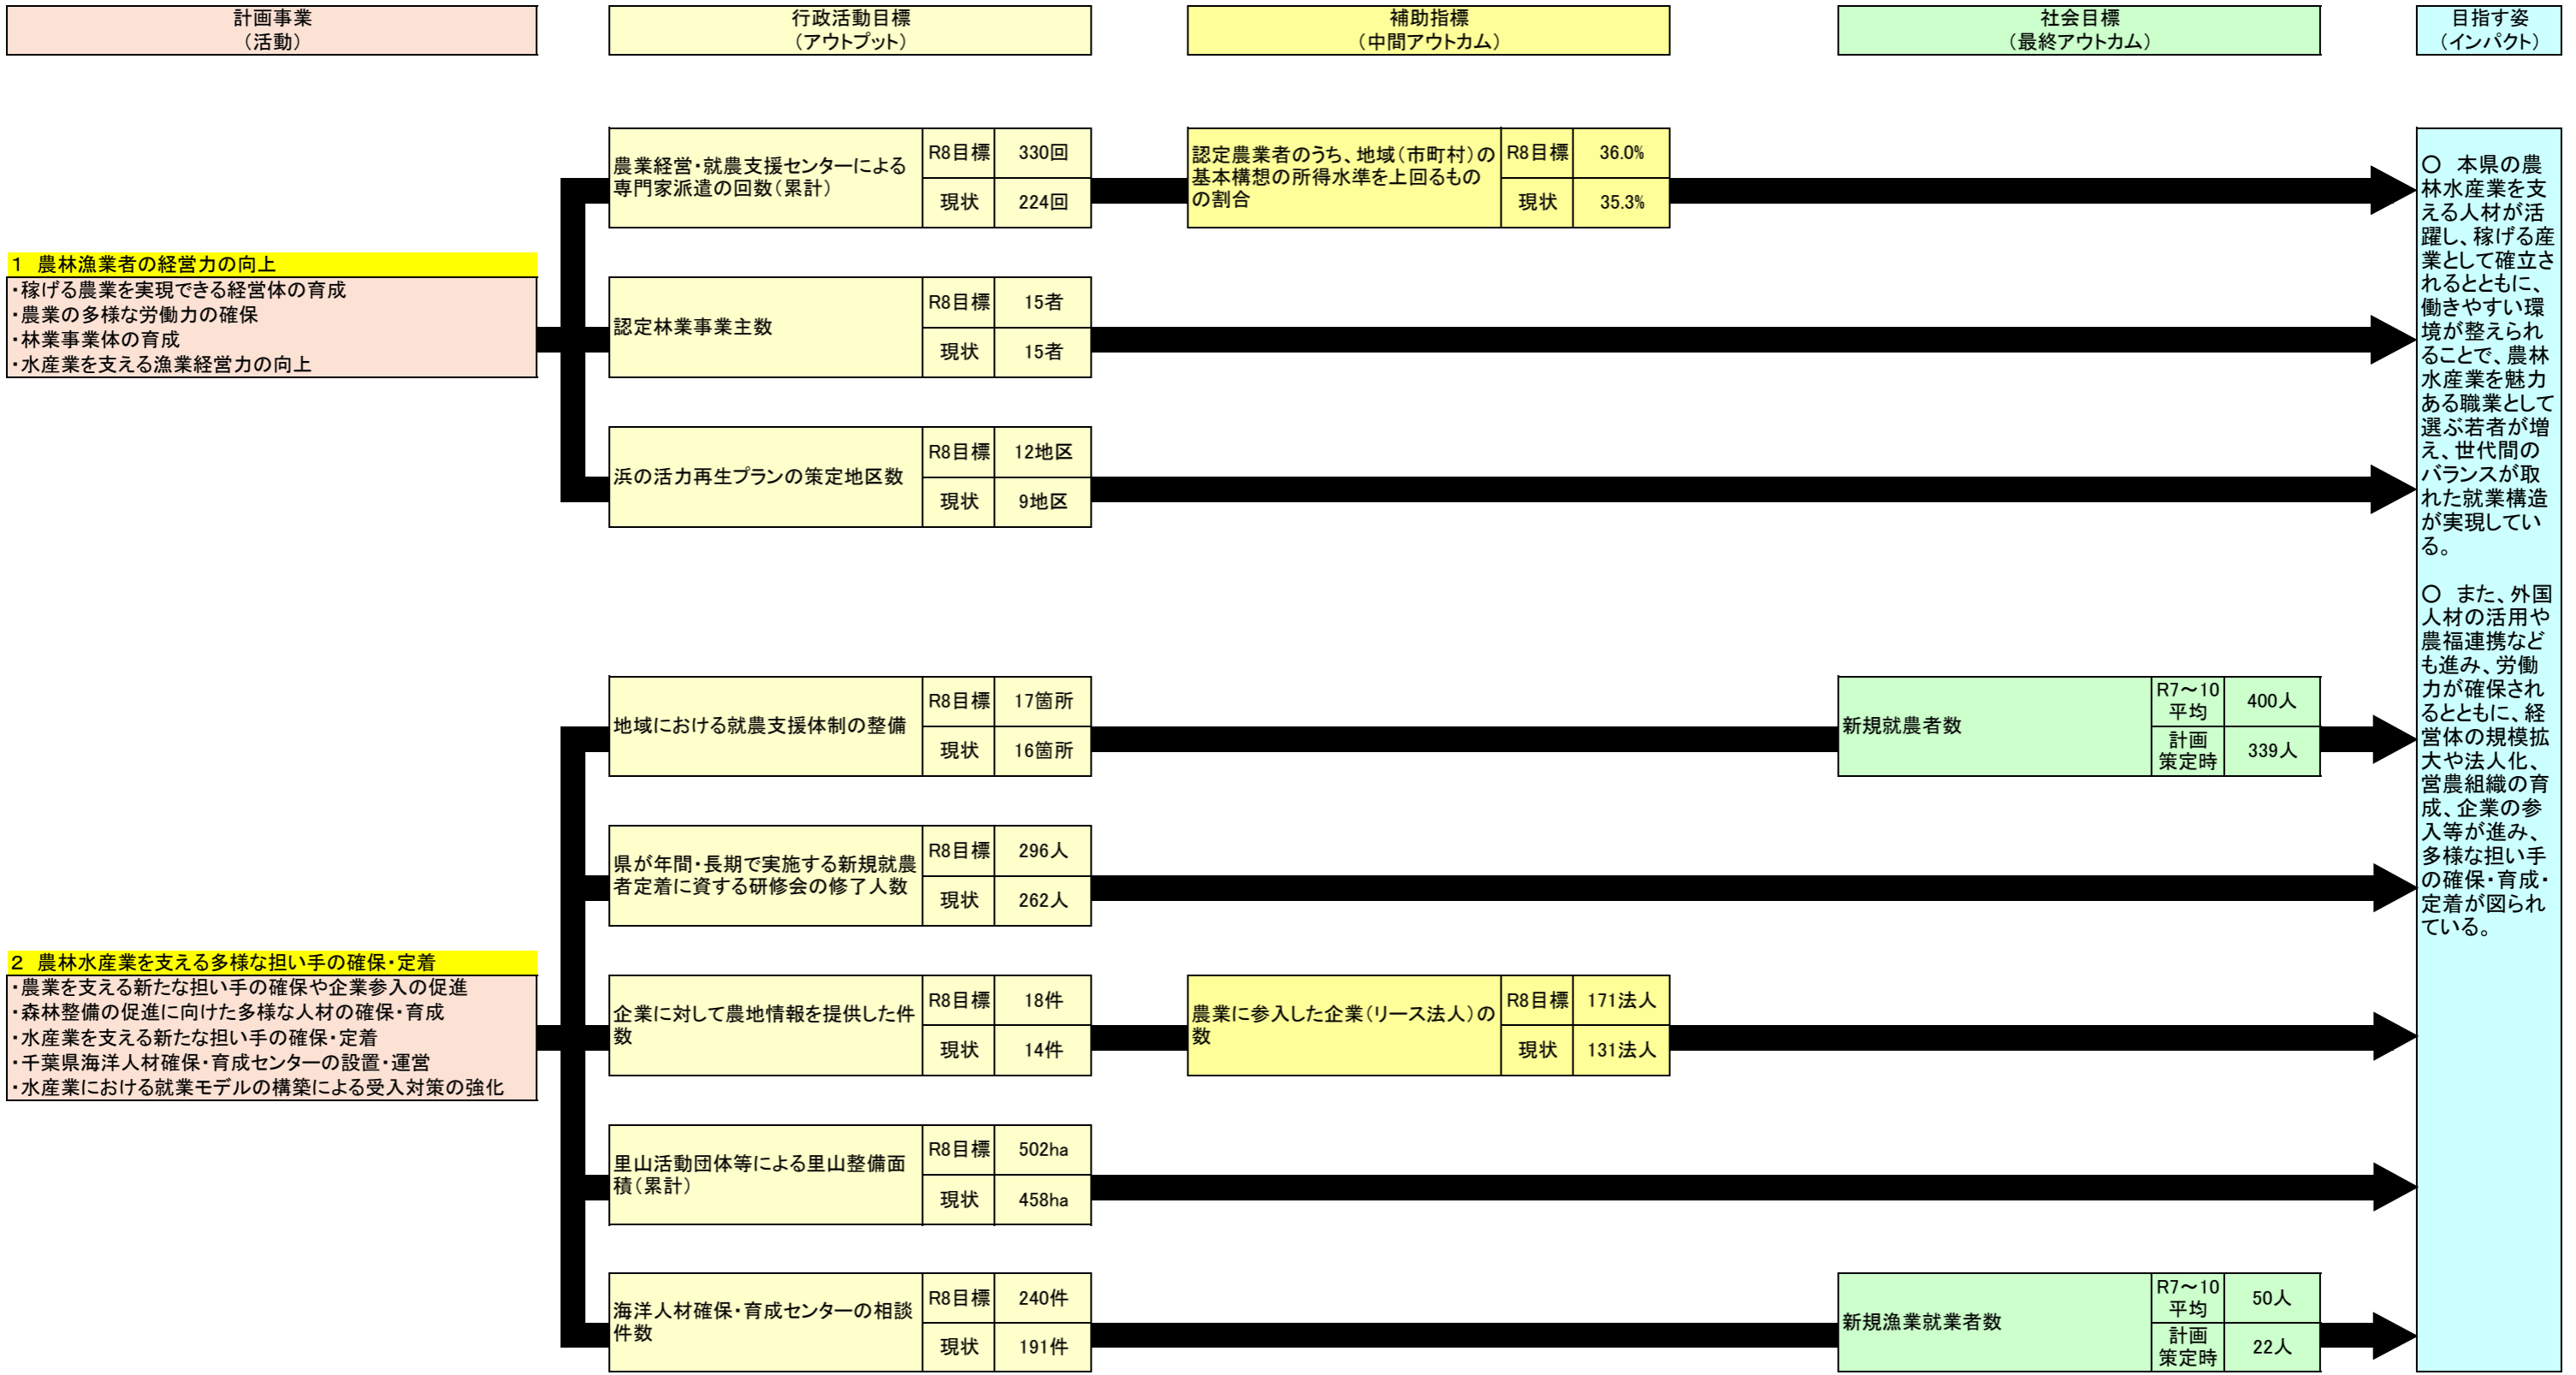 計画事業
（活動）
行政活動目標
（アウトプット）
補助指標
（中間アウトカム）
社会目標
（最終アウトカム）
目指す姿
（インパクト）
1　農林漁業者の経営力の向上
・稼げる農業を実現できる経営体の育成
・農業の多様な労働力の確保
・林業事業体の育成
・水産業を支える漁業経営力の向上
農業経営・就農支援センターによる
専門家派遣の回数（累計）
R8目標
330回
現状
224回
認定農業者のうち、地域（市町村）の
基本構想の所得水準を上回るもの
の割合
R8目標
36.0%
現状
35.3%
認定林業事業主数
R8目標
15者
現状
15者
浜の活力再生プランの策定地区数
R8目標
12地区
現状
9地区
2　農林水産業を支える多様な担い手の確保・定着
・農業を支える新たな担い手の確保や企業参入の促進
・森林整備の促進に向けた多様な人材の確保・育成
・水産業を支える新たな担い手の確保・定着
・千葉県海洋人材確保・育成センターの設置・運営
・水産業における就業モデルの構築による受入対策の強化
地域における就農支援体制の整備
R8目標
17箇所
現状
16箇所
新規就農者数
R7～10
平均
400人
計画
策定時
339人
県が年間・長期で実施する新規就農
者定着に資する研修会の修了人数
R8目標
296人
現状
262人
企業に対して農地情報を提供した件
数
R8目標
18件
現状
14件
農業に参入した企業（リース法人）の
数
R8目標
171法人
現状
131法人
里山活動団体等による里山整備面
積（累計）
R8目標
502ha
現状
458ha
海洋人材確保・育成センターの相談
件数
R8目標
240件
現状
191件
新規漁業就業者数
R7～10
平均
50人
計画
策定時
22人
○　本県の農
林水産業を支
える人材が活
躍し、稼げる産
業として確立さ
れるとともに、
働きやすい環
境が整えられ
ることで、農林
水産業を魅力
ある職業として
選ぶ若者が増
え、世代間の
バランスが取
れた就業構造
が実現してい
る。
○　また、外国
人材の活用や
農福連携など
も進み、労働
力が確保され
るとともに、経
営体の規模拡
大や法人化、
営農組織の育
成、企業の参
入等が進み、
多様な担い手
の確保・育成・
定着が図られ
ている。